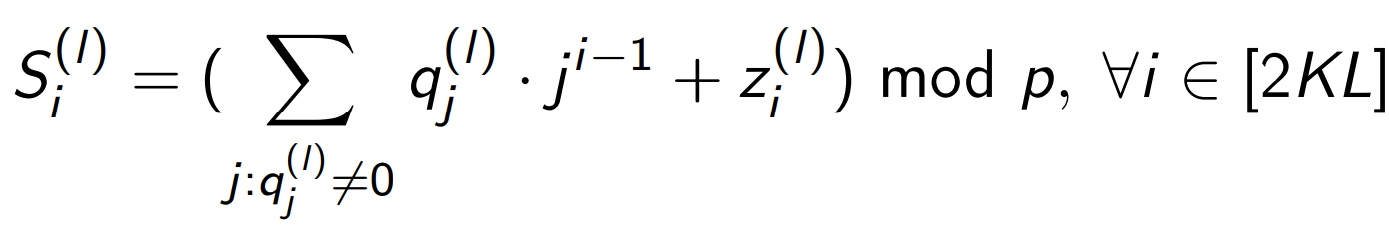 S_i^{(l)} = ( ∑_{j:q_j^{(l)}≠0} q_j^{(l)} · j^{i−1} + z_i^{(l)}) mod p, ∀i ∈ [2KL]